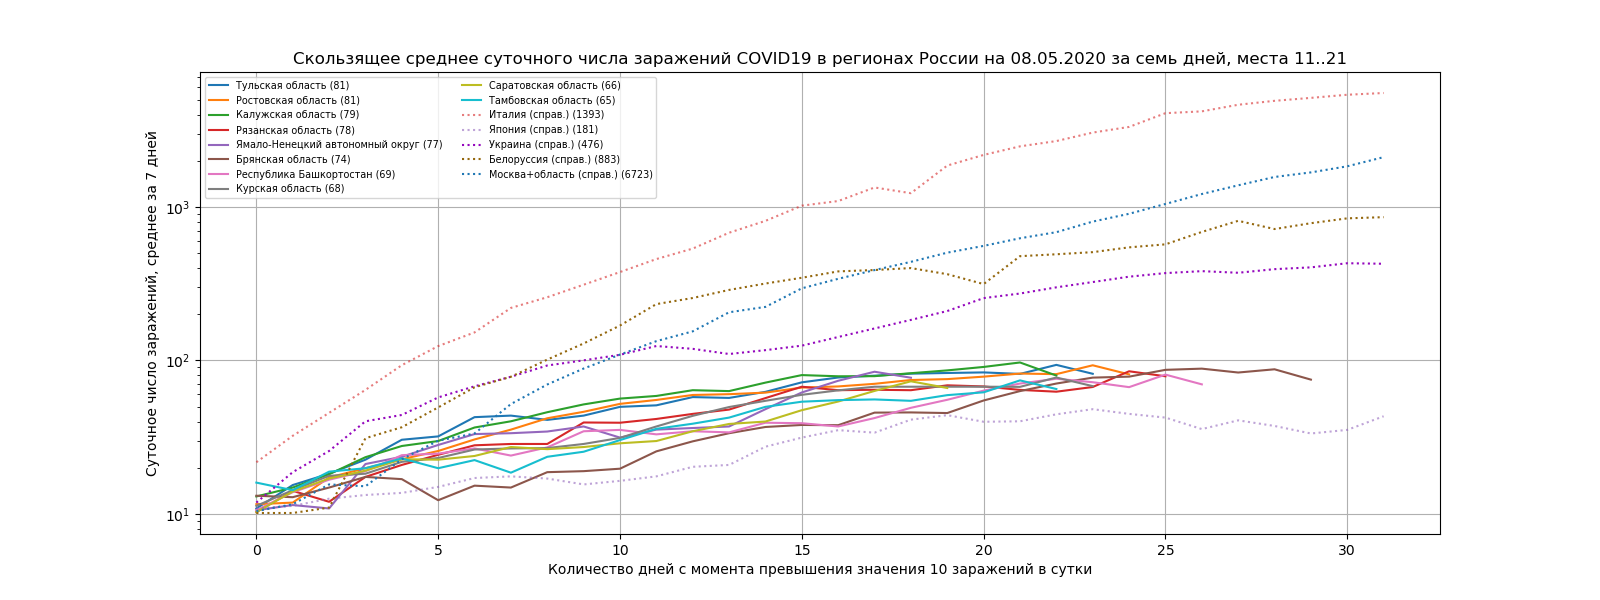 Скользящее среднее суточного числа заражений COVID19 в регионах России на 08.05.2020 за семь дней, места 11..21
Суточное число заражений, среднее за 7 дней
10³
10²
10¹
Тульская область (81)
Ростовская область (81)
Калужская область (79)
Рязанская область (78)
Ямало-Ненецкий автономный округ (77)
Брянская область (74)
Республика Башкортостан (69)
Курская область (68)
Саратовская область (66)
Тамбовская область (65)
Италия (справ.) (1393)
Япония (справ.) (181)
Украина (справ.) (476)
Белоруссия (справ.) (883)
Москва+область (справ.) (6723)
0 5 10 15 20 25 30
Количество дней с момента превышения значения 10 заражений в сутки